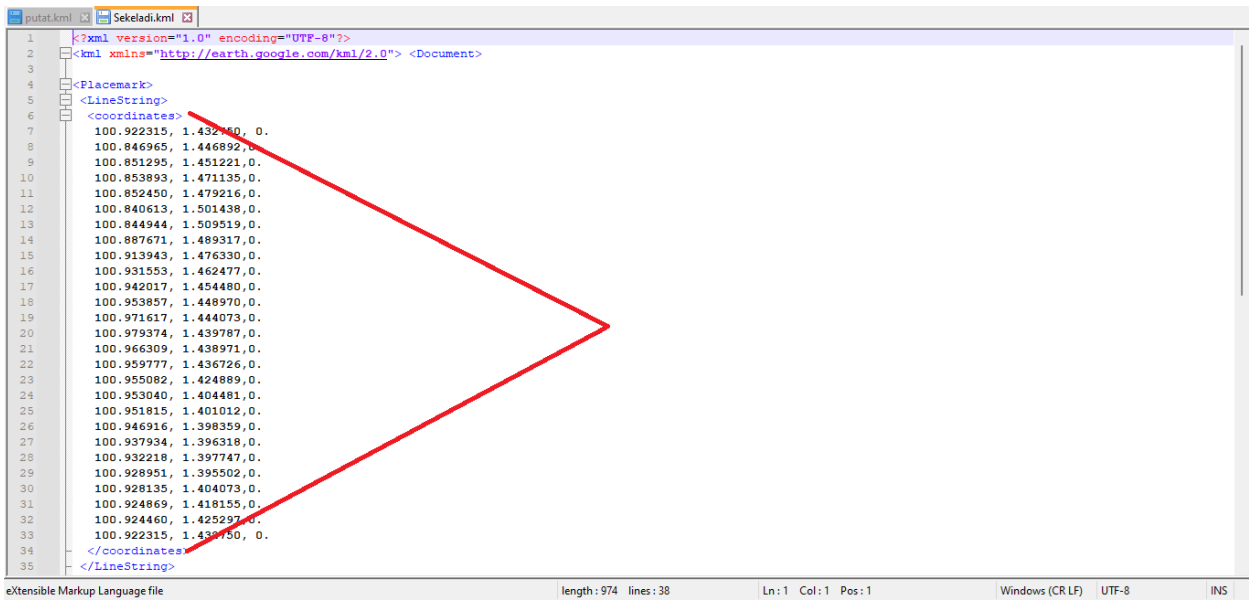 putat.kml Sekeladi.kml
1 <?xml version="1.0" encoding="UTF-8"?>
2 <kml xmlns="http://earth.google.com/kml/2.0"> <Document>
3
4 <Placemark>
5 <LineString>
6 <coordinates>
7 100.922315, 1.432750, 0.
8 100.846965, 1.446892,0.
9 100.851295, 1.451221,0.
10 100.853893, 1.471135,0.
11 100.852450, 1.479216,0.
12 100.840613, 1.501438,0.
13 100.844944, 1.509519,0.
14 100.887671, 1.489317,0.
15 100.913943, 1.476330,0.
16 100.931553, 1.462477,0.
17 100.942017, 1.454480,0.
18 100.953857, 1.448970,0.
19 100.971617, 1.444073,0.
20 100.979374, 1.439787,0.
21 100.966309, 1.438971,0.
22 100.959777, 1.436726,0.
23 100.955082, 1.424889,0.
24 100.953040, 1.404481,0.
25 100.951815, 1.401012,0.
26 100.946916, 1.398359,0.
27 100.937934, 1.396318,0.
28 100.932218, 1.397747,0.
29 100.928951, 1.395502,0.
30 100.928135, 1.404073,0.
31 100.924869, 1.418155,0.
32 100.924460, 1.425297,0.
33 100.922315, 1.432750, 0.
34 </coordinates>
35 </LineString>
eXtensible Markup Language file length : 974 lines : 38 Ln : 1 Col : 1 Pos : 1 Windows (CR LF) UTF-8 INS